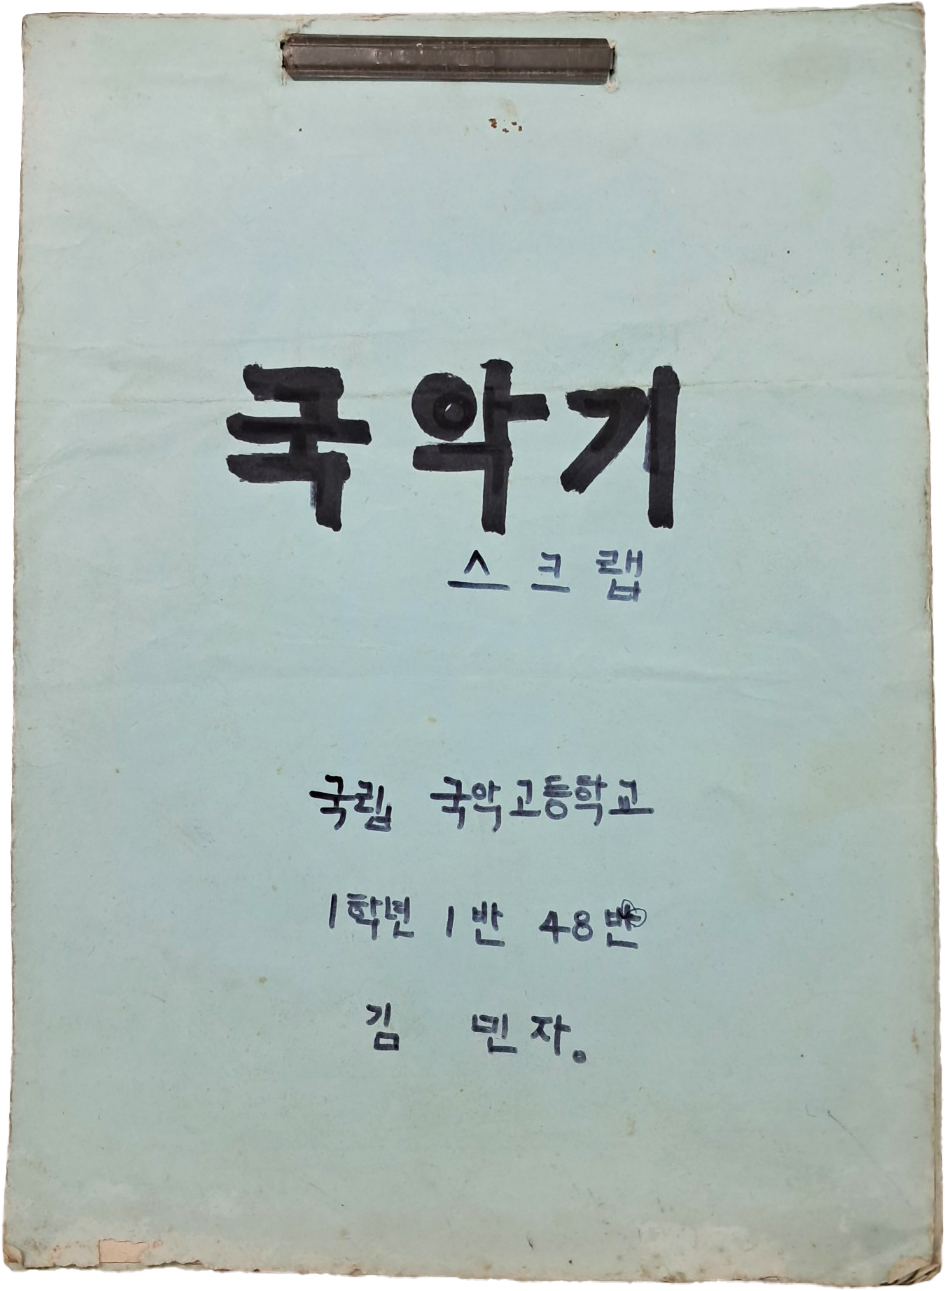 국악기
스크랩
국립 국악고등학교
1학년 1반 48번
김 민자.